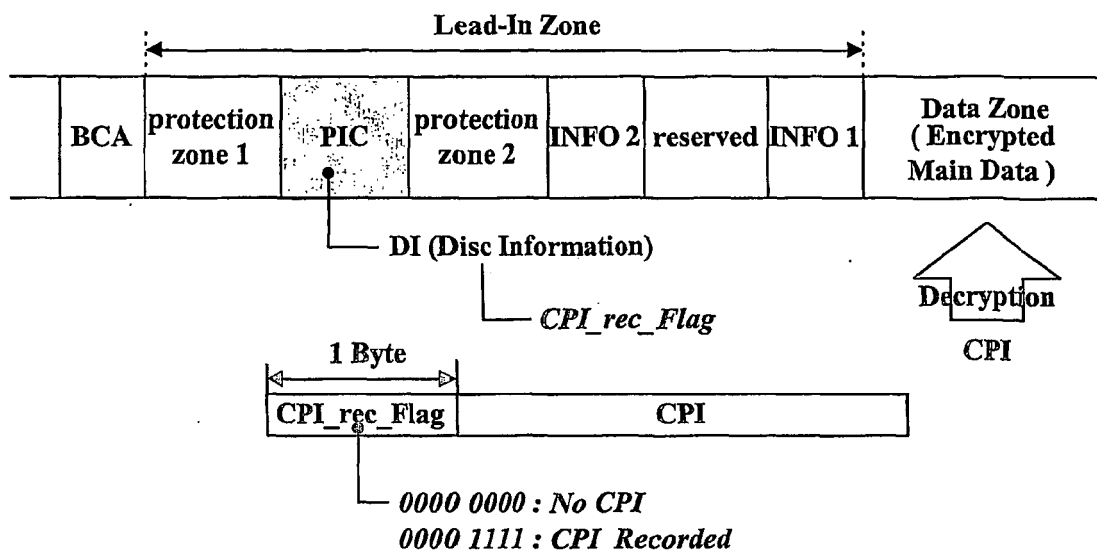 Lead-In Zone
BCA
protection
zone 1
PIC
protection
zone 2
INFO 2
reserved
INFO 1
Data Zone
( Encrypted
Main Data )
DI (Disc Information)
CPI_rec_Flag
Decryption
CPI
1 Byte
CPI_rec_Flag
CPI
0000 0000 : No CPI
0000 1111 : CPI Recorded